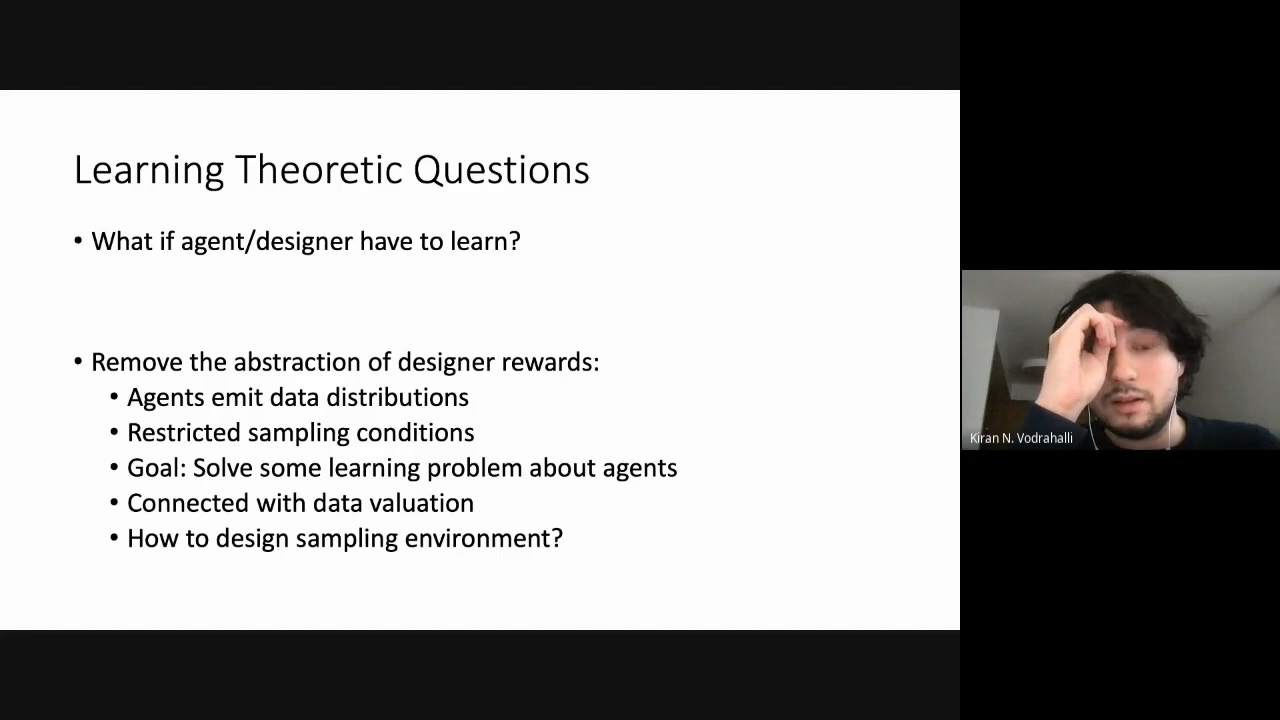 Learning Theoretic Questions
• What if agent/designer have to learn?
• Remove the abstraction of designer rewards:
• Agents emit data distributions
• Restricted sampling conditions
• Goal: Solve some learning problem about agents
• Connected with data valuation
• How to design sampling environment?
Kiran N. Vodrahalli